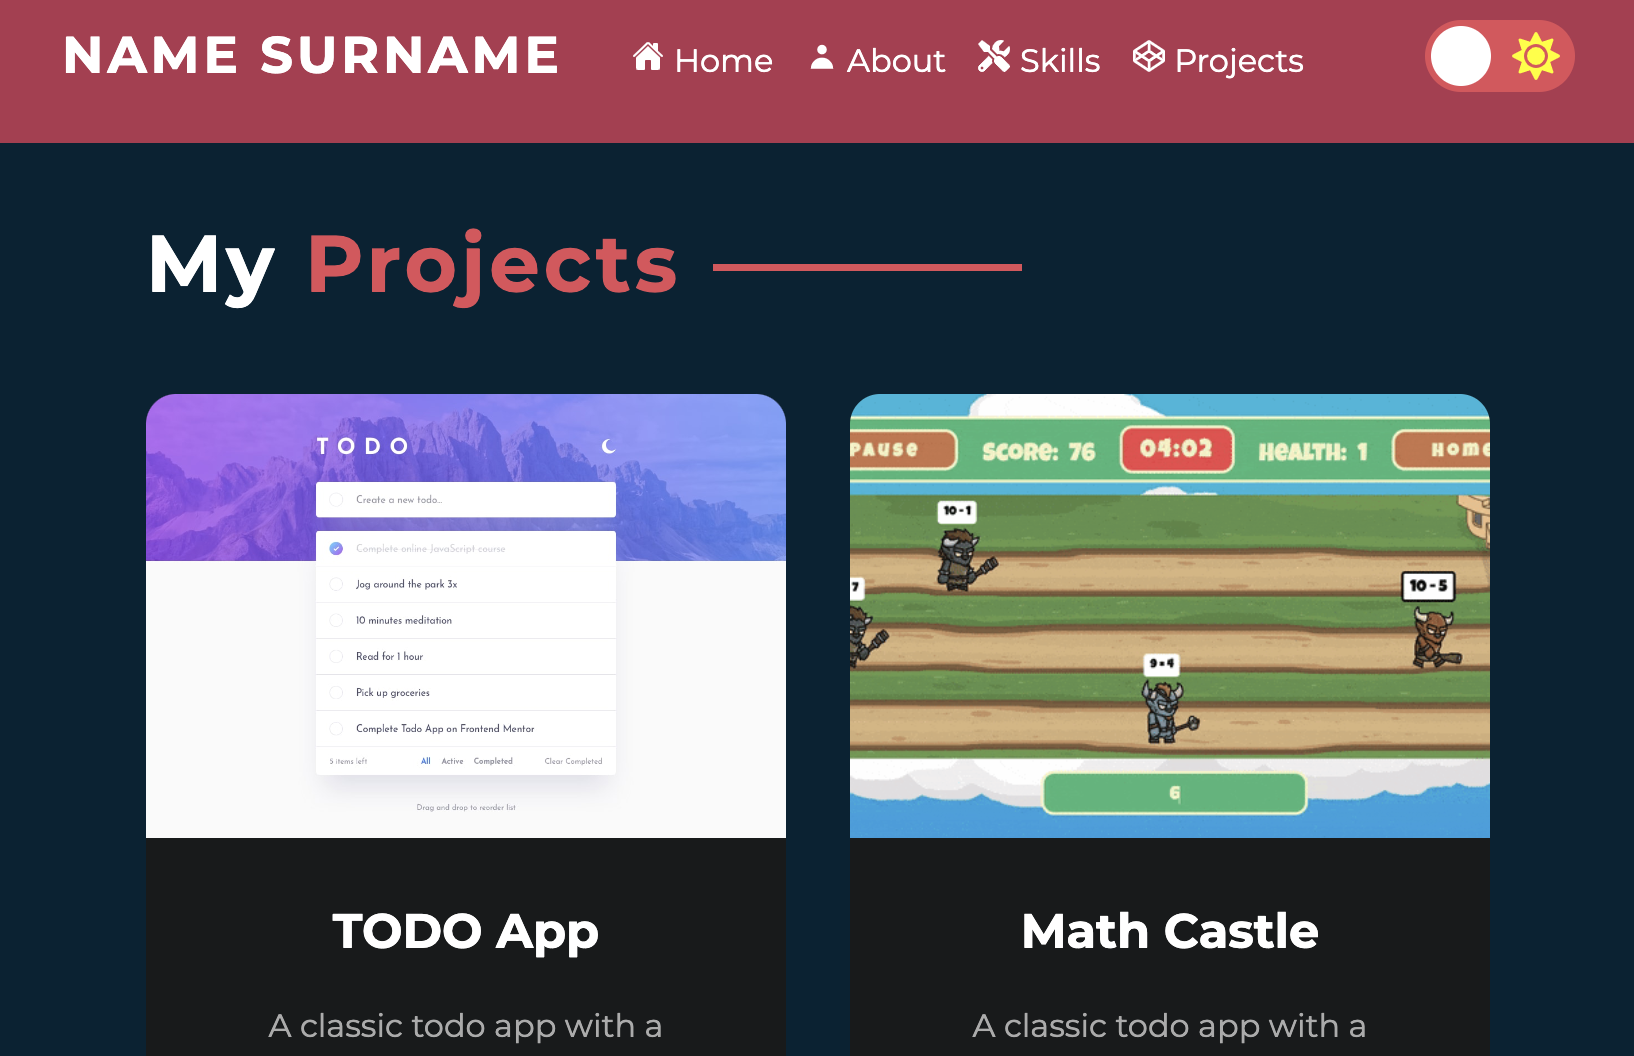 NAME SURNAME
Home
About
Skills
Projects
My Projects
TODO
Create a new todo...
Complete online JavaScript course
Jog around the park 3x
10 minutes meditation
Read for 1 hour
Pick up groceries
Complete Todo App on Frontend Mentor
5 items left
All
Active
Completed
Clear Completed
Drag and drop to reorder list
TODO App
A classic todo app with a
PAUSE
SCORE: 76
04:02
HEALTH: 1
HOME
10-1
7
10-5
6
Math Castle
A classic todo app with a